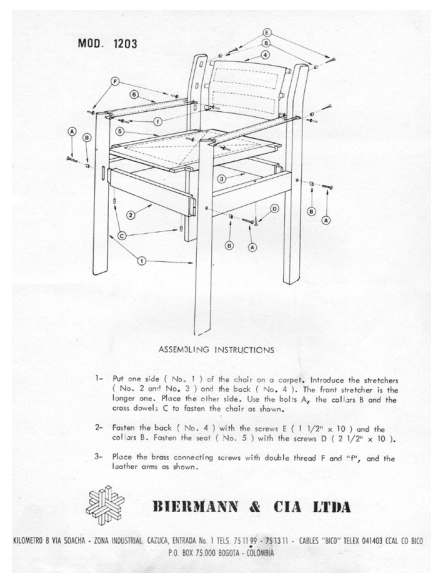 MOD. 1203
E
B
4
F
6
f
5
A
B
3
2
C
1
B
A
D
B
A
ASSEMBLING INSTRUCTIONS
1- Put one side ( No. 1 ) of the chair on a carpet. Introduce the stretchers
( No. 2 and No. 3 ) and the back ( No. 4 ). The front stretcher is the
longer one. Place the other side. Use the bolts A, the collars B and the
cross dowels C to fasten the chair as shown.
2- Fasten the back ( No. 4 ) with the screws E ( 1 1/2" x 10 ) and the
collars B. Fasten the seat ( No. 5 ) with the screws D ( 2 1/2" x 10 ).
3- Place the brass connecting screws with double thread F and "f", and the
leather arms as shown.
BIERMANN & CIA LTDA
KILOMETRO 8 VIA SOACHA - ZONA INDUSTRIAL CAZUCA, ENTRADA No. 1 TELS. 75 11 99 - 75 13 11 - CABLES "BICO" TELEX 041403 CCAL CO BICO
P.O. BOX 75.000 BOGOTA - COLOMBIA